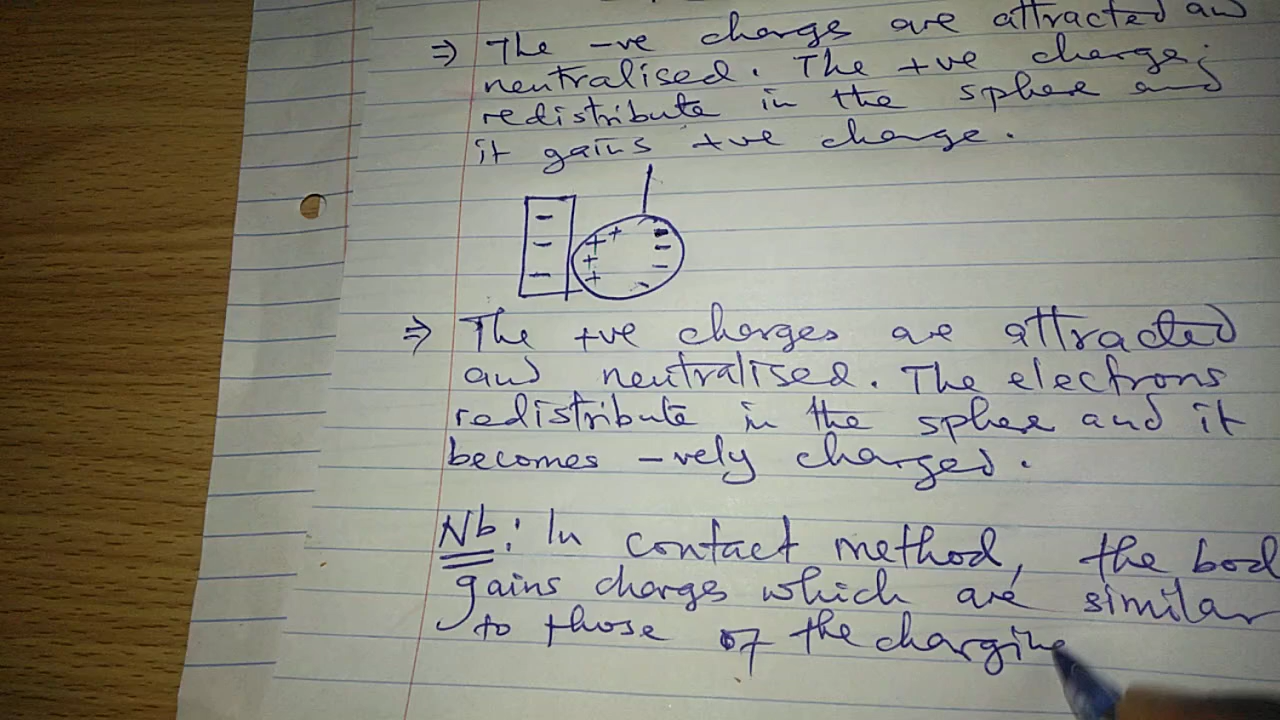 ⇒ The -ve charges are attracted an
neutralised. The +ve charges
redistribute in the sphere and
it gains +ve charge.
- + + -
- + -
- + -
⇒ The +ve charges are attracted
and neutralised. The electrons
redistribute in the sphere and it
becomes -vely charged.
Nb: In contact method, the bod
gains charges which are similar
to those of the charging